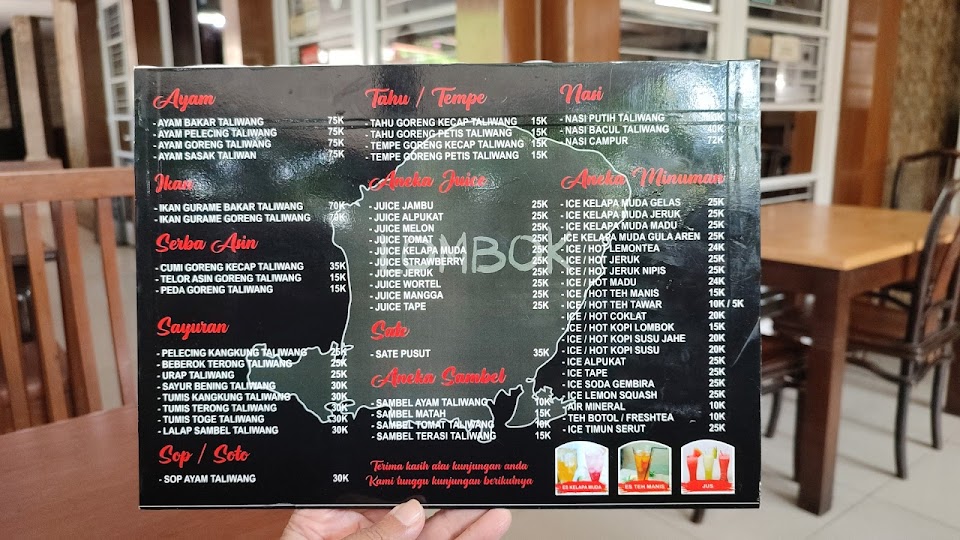 Ayam
- AYAM BAKAR TALIWANG 75K
- AYAM PELECING TALIWANG 75K
- AYAM GORENG TALIWANG 75K
- AYAM SASAK TALIWAN 75K
Ikan
- IKAN GURAME BAKAR TALIWANG 70K
- IKAN GURAME GORENG TALIWANG 70K
Serba Asin
- CUMI GORENG KECAP TALIWANG 35K
- TELOR ASIN GORENG TALIWANG 15K
- PEDA GORENG TALIWANG 15K
Sayuran
- PELECING KANGKUNG TALIWANG 25K
- BEBEROK TERONG TALIWANG 25K
- URAP TALIWANG 25K
- SAYUR BENING TALIWANG 30K
- TUMIS KANGKUNG TALIWANG 30K
- TUMIS TERONG TALIWANG 30K
- TUMIS TOGE TALIWANG 30K
- LALAP SAMBEL TALIWANG 30K
Sop / Soto
- SOP AYAM TALIWANG 30K
Tahu / Tempe
- TAHU GORENG KECAP TALIWANG 15K
- TAHU GORENG PETIS TALIWANG 15K
- TEMPE GORENG KECAP TALIWANG 15K
- TEMPE GORENG PETIS TALIWANG 15K
Aneka Juice
- JUICE JAMBU 25K
- JUICE ALPUKAT 25K
- JUICE MELON 25K
- JUICE TOMAT 25K
- JUICE KELAPA MUDA 25K
- JUICE STRAWBERRY 25K
- JUICE JERUK 25K
- JUICE WORTEL 25K
- JUICE MANGGA 25K
- JUICE TAPE 25K
Sate
- SATE PUSUT 35K
Aneka Sambel
- SAMBEL AYAM TALIWANG 10K
- SAMBEL MATAH 15K
- SAMBEL TOMAT TALIWANG 10K
- SAMBEL TERASI TALIWANG 15K
Terima kasih atas kunjungan anda
Kami tunggu kunjungan berikutnya
Nasi
- NASI PUTIH TALIWANG
- NASI BACUL TALIWANG 40K
- NASI CAMPUR 72K
Aneka Minuman
- ICE KELAPA MUDA GELAS 25K
- ICE KELAPA MUDA JERUK 25K
- ICE KELAPA MUDA MADU 25K
- ICE KELAPA MUDA GULA AREN 25K
- ICE / HOT LEMONTEA 24K
- ICE / HOT JERUK 25K
- ICE / HOT JERUK NIPIS 25K
- ICE / HOT MADU 24K
- ICE / HOT TEH MANIS 15K
- ICE / HOT TEH TAWAR 10K / 5K
- ICE / HOT COKLAT 20K
- ICE / HOT KOPI LOMBOK 15K
- ICE / HOT KOPI SUSU JAHE 20K
- ICE / HOT KOPI SUSU 20K
- ICE ALPUKAT 25K
- ICE TAPE 25K
- ICE SODA GEMBIRA 25K
- ICE LEMON SQUASH 25K
- AIR MINERAL 10K
- TEH BOTOL / FRESHTEA 10K
- ICE TIMUN SERUT 25K
LOMBOK
ES KELAPA MUDA
ES TEH MANIS
JUS